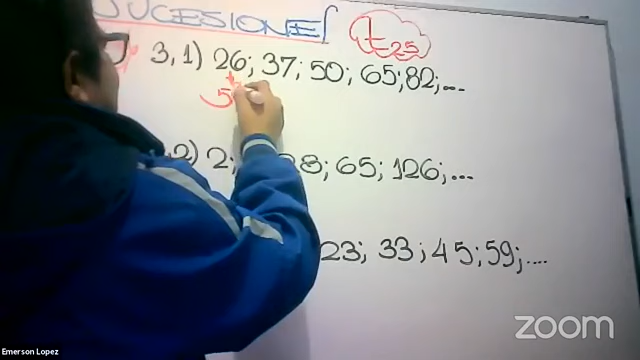 SUCESIONES
t25
3,1) 26; 37; 50; 65; 82; ...
2) 2; 28; 65; 126; ...
5
23; 33; 45; 59; ....
Emerson Lopez
zoom